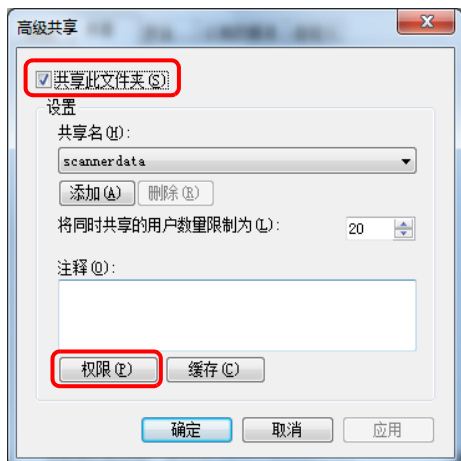 高级共享
共享此文件夹(S)
设置
共享名(H):
scannerdata
添加(A) 删除(R)
将同时共享的用户数量限制为(L): 20
注释(O):
权限(P) 缓存(C)
确定 取消 应用